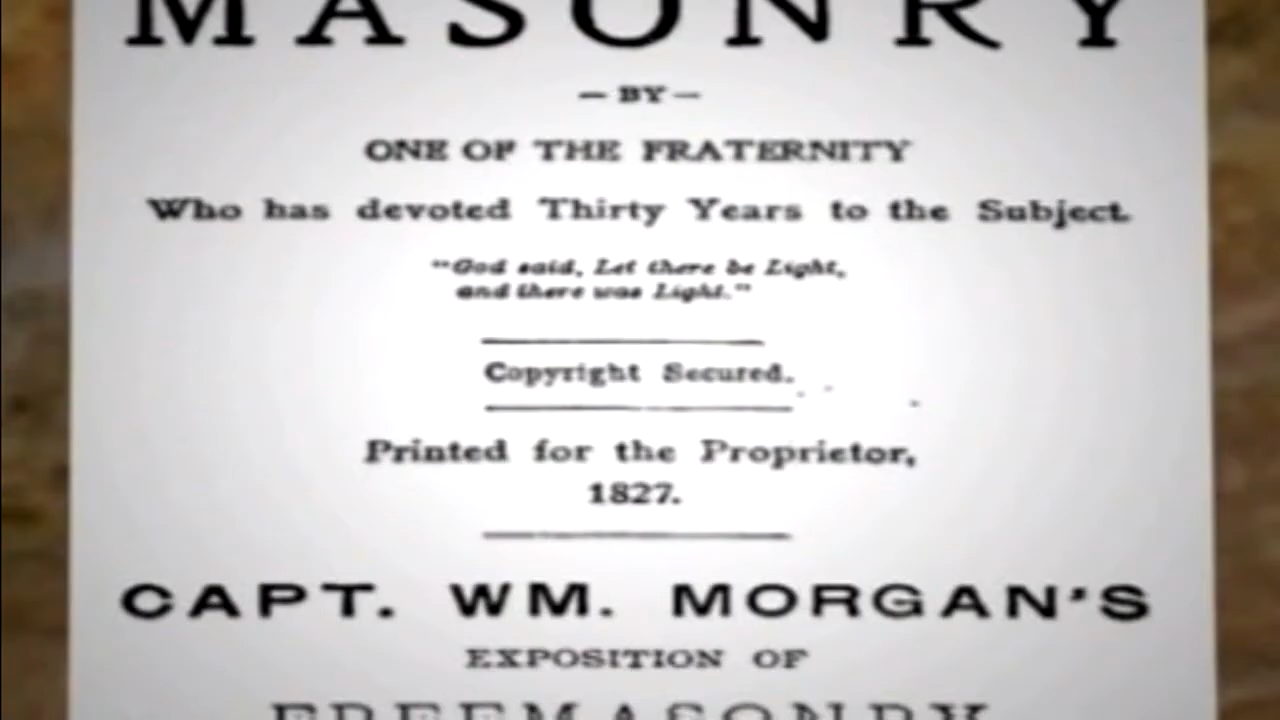 MASONRY
— BY —
ONE OF THE FRATERNITY
Who has devoted Thirty Years to the Subject.
"God said, Let there be Light,
and there was Light."
Copyright Secured.
Printed for the Proprietor,
1827.
CAPT. WM. MORGAN'S
EXPOSITION OF
FREEMASONRY